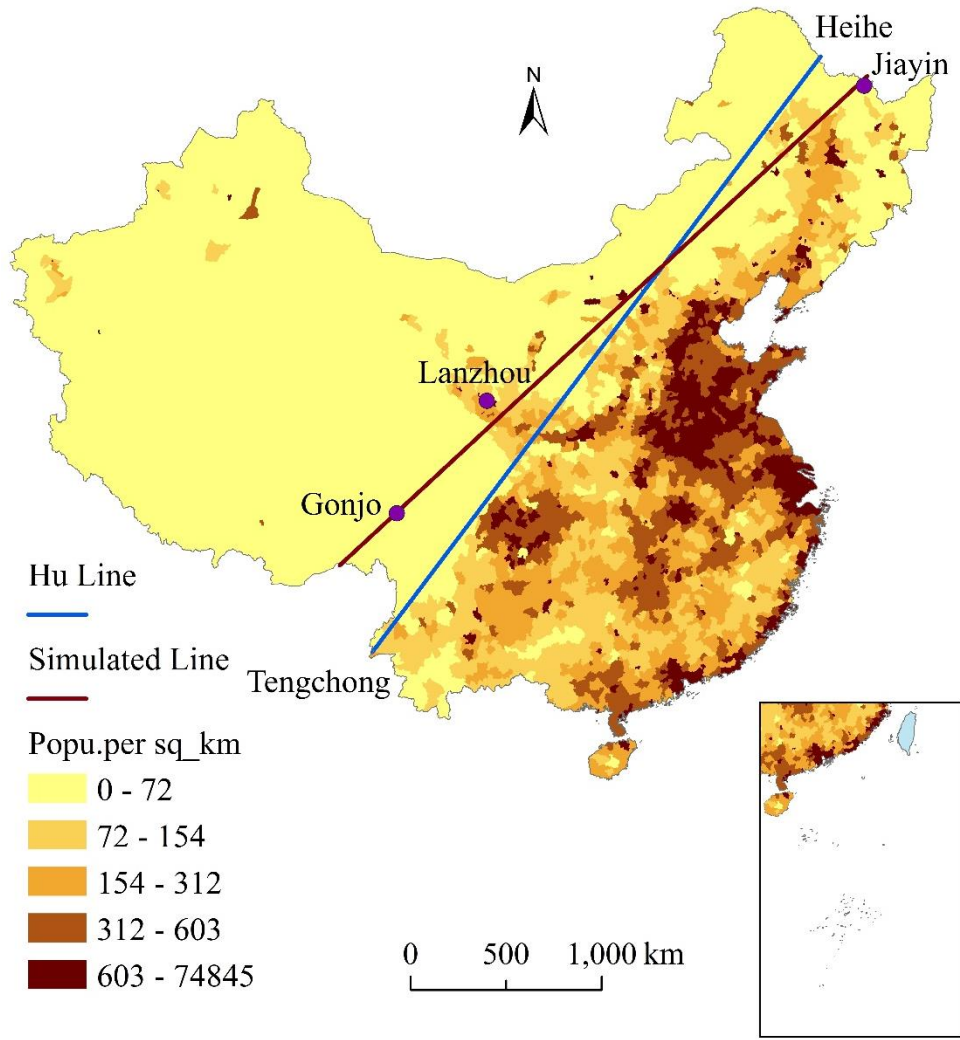 Heihe
Jiayin
N
Lanzhou
Gonjo
Hu Line
Simulated Line
Tengchong
Popu.per sq_km
0 - 72
72 - 154
154 - 312
312 - 603
603 - 74845
0 500 1,000 km